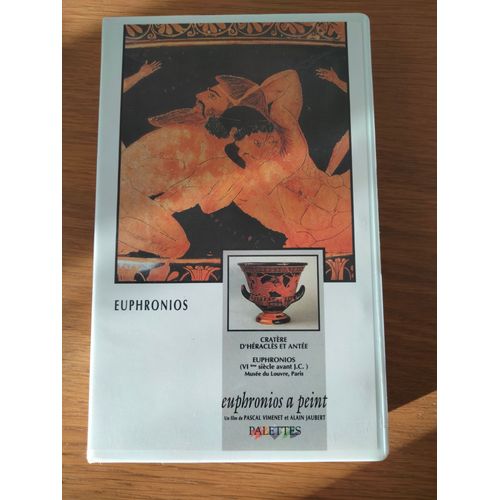 EUPHRONIOS
CRATÈRE
D'HÉRACLÈS ET ANTÉE
EUPHRONIOS
(VI ème siècle avant J.C. )
Musée du Louvre, Paris
euphronios a peint
Un film de PASCAL VIMENET et ALAIN JAUBERT
PALETTES